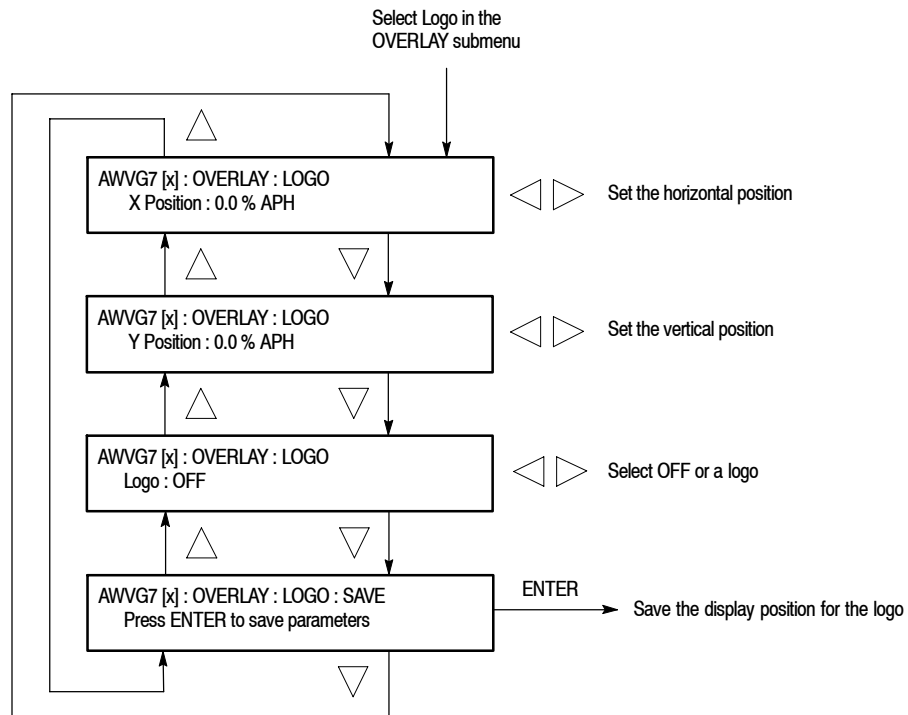 Select Logo in the
OVERLAY submenu
AWVG7 [x] : OVERLAY : LOGO
X Position : 0.0 % APH
Set the horizontal position
AWVG7 [x] : OVERLAY : LOGO
Y Position : 0.0 % APH
Set the vertical position
AWVG7 [x] : OVERLAY : LOGO
Logo : OFF
Select OFF or a logo
AWVG7 [x] : OVERLAY : LOGO : SAVE
Press ENTER to save parameters
ENTER
Save the display position for the logo